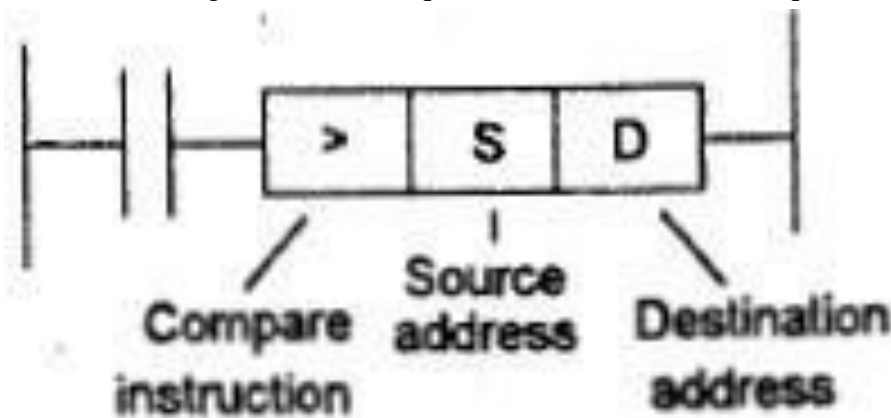 > S D
Compare
instruction
Source
address
Destination
address